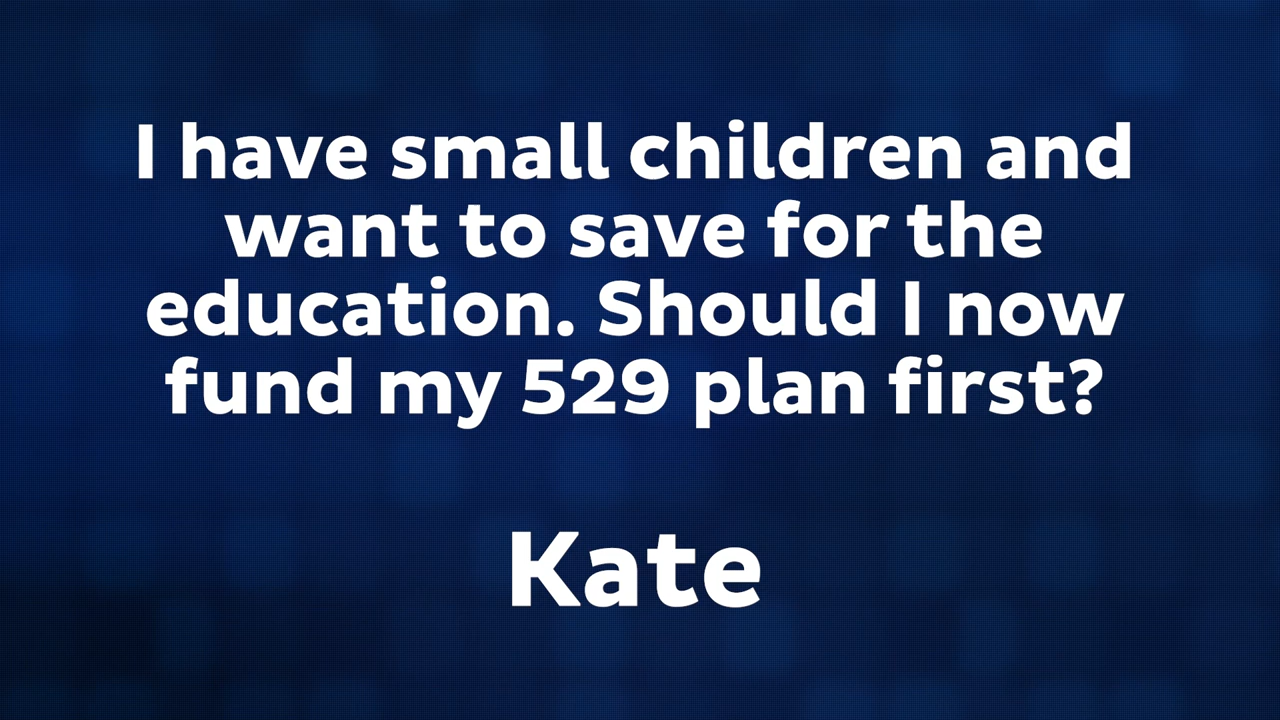 I have small children and
want to save for the
education. Should I now
fund my 529 plan first?
Kate